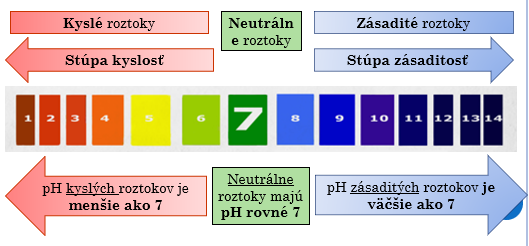 Kyslé roztoky
Neutráln
e roztoky
Zásadité roztoky
Stúpa kyslosť
Stúpa zásaditosť
1 2 3 4 5 6 7 8 9 10 11 12 13 14
pH kyslých roztokov je
menšie ako 7
Neutrálne
roztoky majú
pH rovné 7
pH zásaditých roztokov je
väčšie ako 7